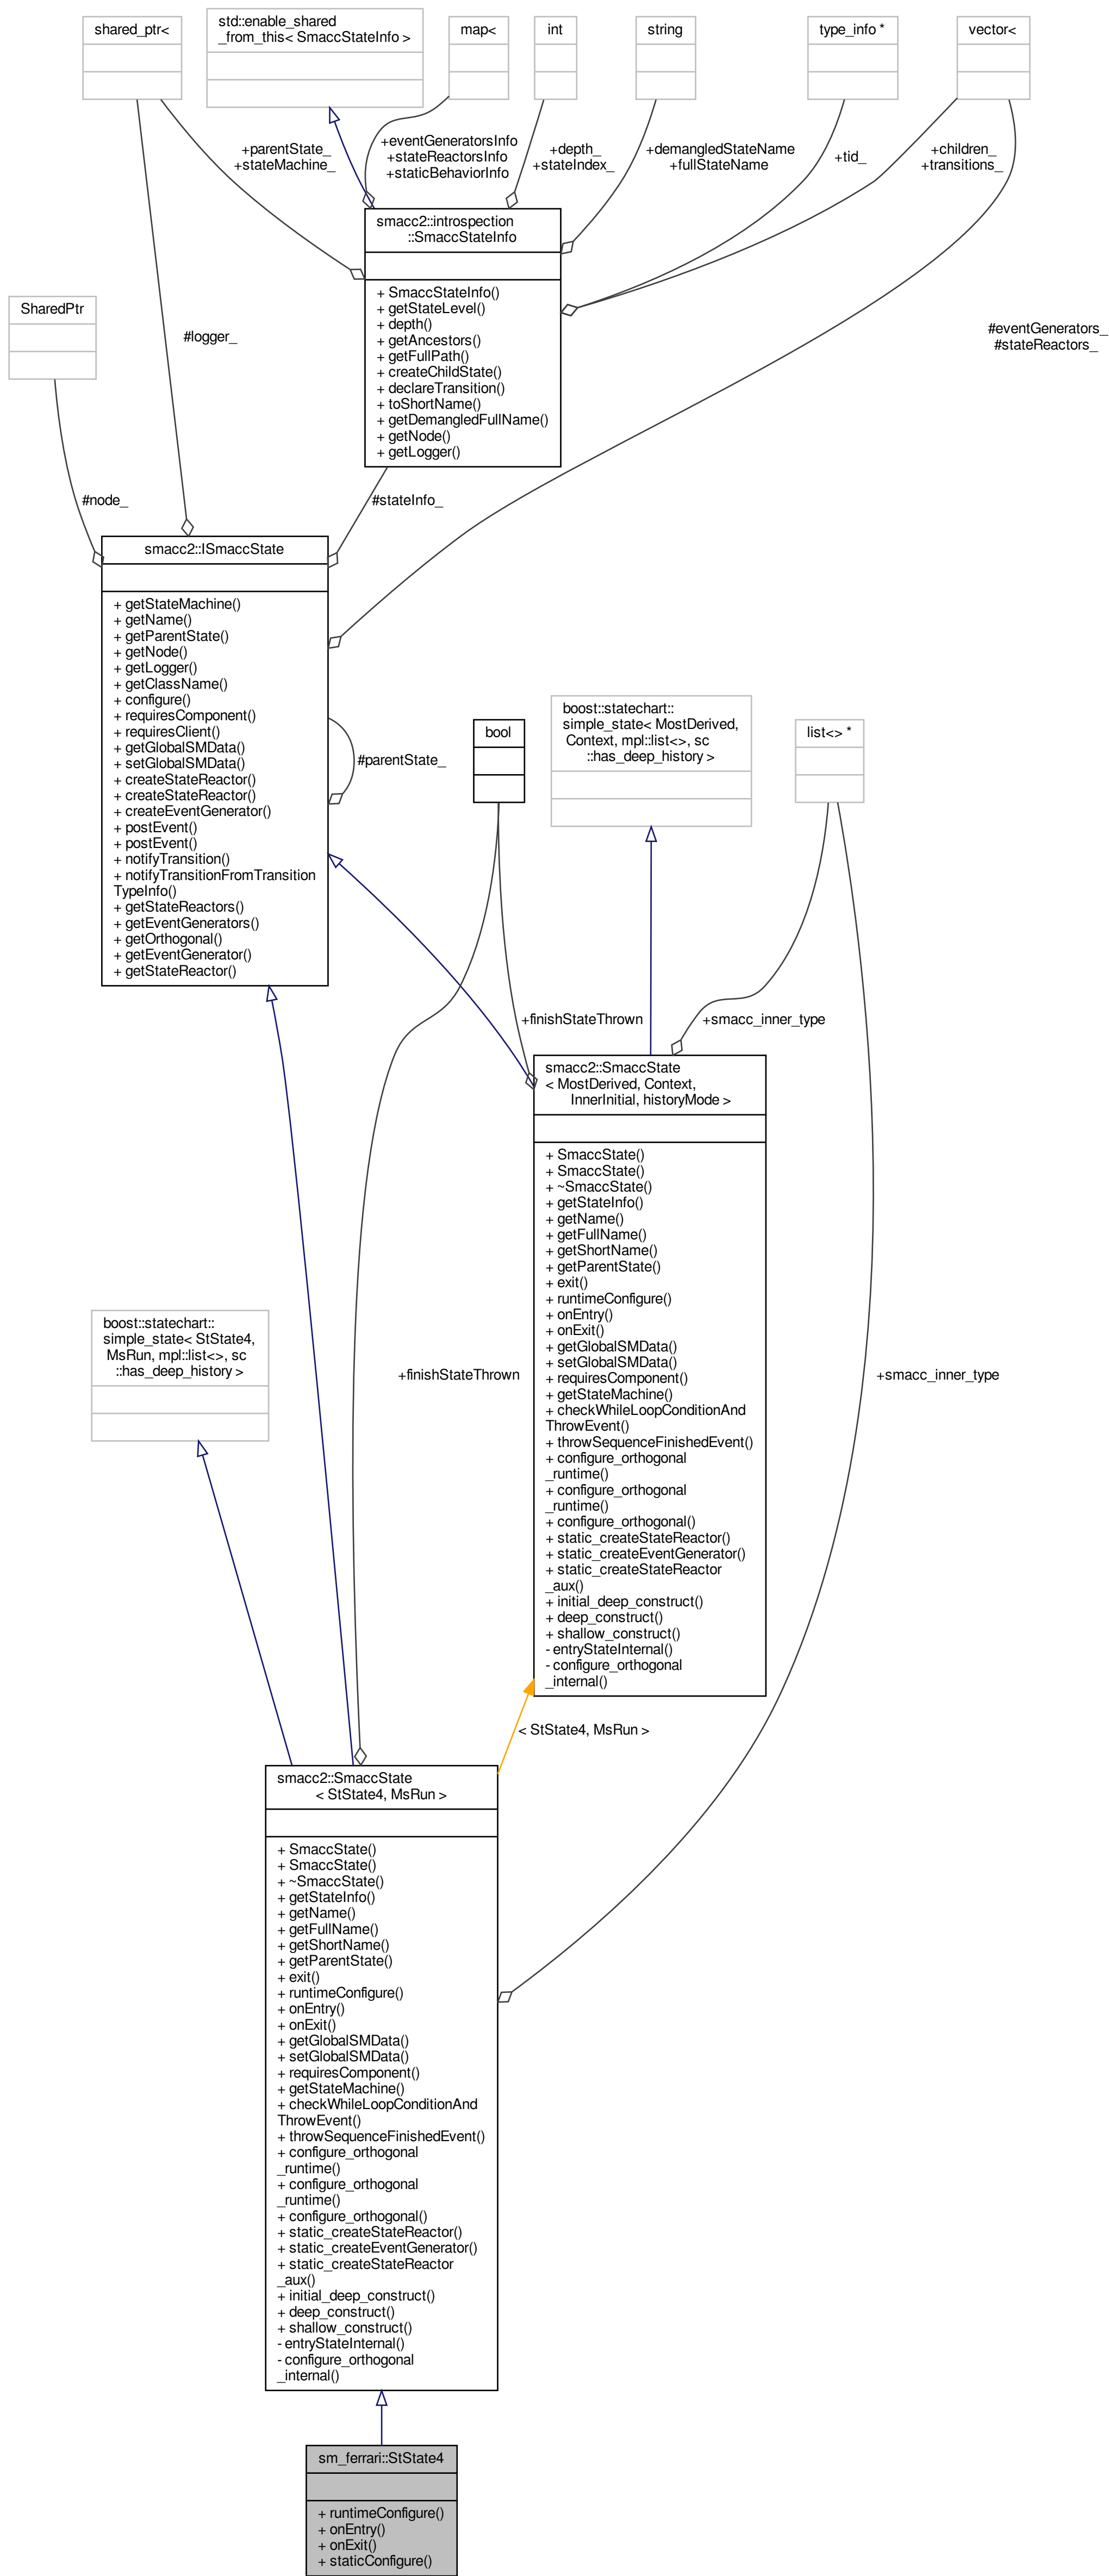 shared_ptr<
std::enable_shared
_from_this< SmaccStateInfo >
map<
int
string
type_info *
vector<
+parentState_
+stateMachine_
+eventGeneratorsInfo
+stateReactorsInfo
+staticBehaviorInfo
+depth_
+stateIndex_
+demangledStateName
+fullStateName
+tid_
+children_
+transitions_
smacc2::introspection
::SmaccStateInfo
+ SmaccStateInfo()
+ getStateLevel()
+ depth()
+ getAncestors()
+ getFullPath()
+ createChildState()
+ declareTransition()
+ toShortName()
+ getDemangledFullName()
+ getNode()
+ getLogger()
SharedPtr
#logger_
#eventGenerators_
#stateReactors_
#node_
#stateInfo_
smacc2::ISmaccState
+ getStateMachine()
+ getName()
+ getParentState()
+ getNode()
+ getLogger()
+ getClassName()
+ configure()
+ requiresComponent()
+ requiresClient()
+ getGlobalSMData()
+ setGlobalSMData()
+ createStateReactor()
+ createStateReactor()
+ createEventGenerator()
+ postEvent()
+ postEvent()
+ notifyTransition()
+ notifyTransitionFromTransition
TypeInfo()
+ getStateReactors()
+ getEventGenerators()
+ getOrthogonal()
+ getEventGenerator()
+ getStateReactor()
#parentState_
bool
boost::statechart::
simple_state< MostDerived,
Context, mpl::list<>, sc
::has_deep_history >
list<> *
+finishStateThrown
+smacc_inner_type
smacc2::SmaccState
< MostDerived, Context,
InnerInitial, historyMode >
+ SmaccState()
+ SmaccState()
+ ~SmaccState()
+ getStateInfo()
+ getName()
+ getFullName()
+ getShortName()
+ getParentState()
+ exit()
+ runtimeConfigure()
+ onEntry()
+ onExit()
+ getGlobalSMData()
+ setGlobalSMData()
+ requiresComponent()
+ getStateMachine()
+ checkWhileLoopConditionAnd
ThrowEvent()
+ throwSequenceFinishedEvent()
+ configure_orthogonal
_runtime()
+ configure_orthogonal
_runtime()
+ configure_orthogonal()
+ static_createStateReactor()
+ static_createEventGenerator()
+ static_createStateReactor
_aux()
+ initial_deep_construct()
+ deep_construct()
+ shallow_construct()
- entryStateInternal()
- configure_orthogonal
_internal()
boost::statechart::
simple_state< StState4,
MsRun, mpl::list<>, sc
::has_deep_history >
+finishStateThrown
+smacc_inner_type
< StState4, MsRun >
smacc2::SmaccState
< StState4, MsRun >
+ SmaccState()
+ SmaccState()
+ ~SmaccState()
+ getStateInfo()
+ getName()
+ getFullName()
+ getShortName()
+ getParentState()
+ exit()
+ runtimeConfigure()
+ onEntry()
+ onExit()
+ getGlobalSMData()
+ setGlobalSMData()
+ requiresComponent()
+ getStateMachine()
+ checkWhileLoopConditionAnd
ThrowEvent()
+ throwSequenceFinishedEvent()
+ configure_orthogonal
_runtime()
+ configure_orthogonal
_runtime()
+ configure_orthogonal()
+ static_createStateReactor()
+ static_createEventGenerator()
+ static_createStateReactor
_aux()
+ initial_deep_construct()
+ deep_construct()
+ shallow_construct()
- entryStateInternal()
- configure_orthogonal
_internal()
sm_ferrari::StState4
+ runtimeConfigure()
+ onEntry()
+ onExit()
+ staticConfigure()